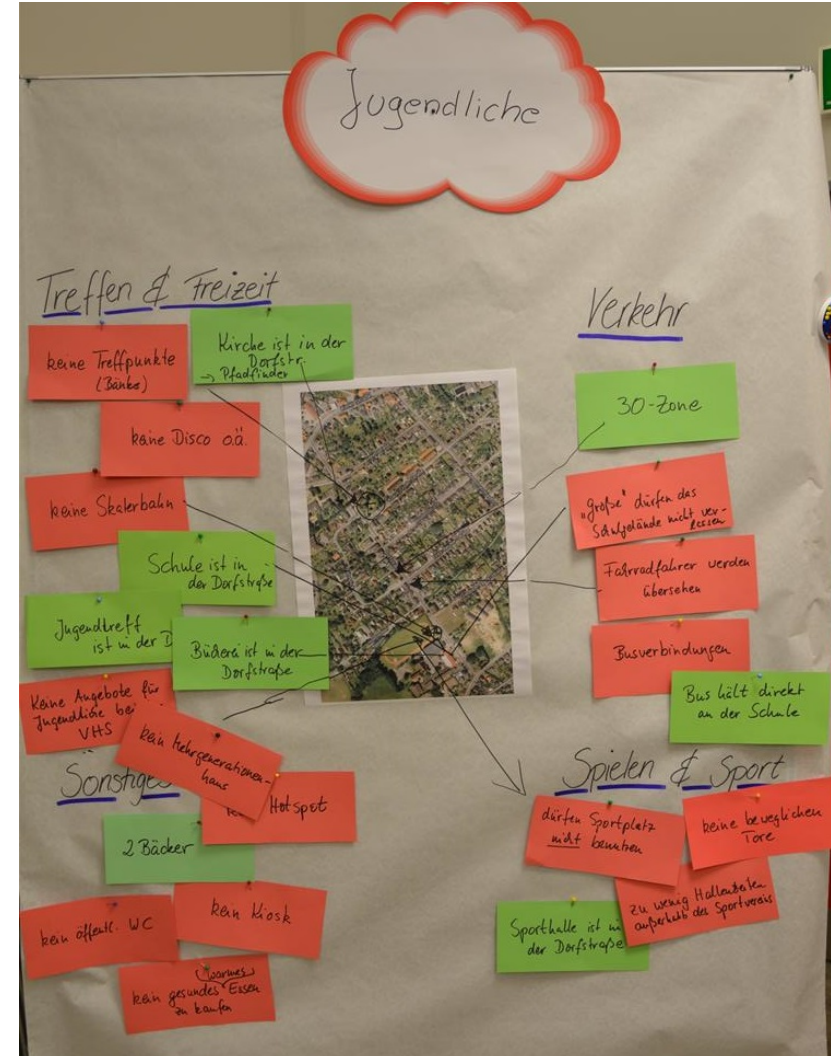 Jugendliche
Treffen & Freizeit
keine Treffpunkte
(Bänke)
Kirche ist in der
Dorfstr.
→ Pfadfinder
keine Disco o.ä.
keine Skaterbahn
Schule ist in
der Dorfstraße
Jugendtreff
ist in der D
Bücherei ist in der
Dorfstraße
Keine Angebote für
Jugendliche bei
VHS
kein Mehrgenerationen-
haus
Sonstiges
Hotspot
2 Bäcker
kein öffentl. WC
kein Kiosk
(warmes)
kein gesundes Essen
zu kaufen
Verkehr
30-Zone
"Große" dürfen das
Schulgelände nicht ver-
lassen
Fahrradfahrer werden
übersehen
Busverbindungen
Bus hält direkt
an der Schule
Spielen & Sport
dürfen Sportplatz
nicht benutzen
keine beweglichen
Tore
zu wenig Hallenzeiten
außerhalb des Sportvereins
Sporthalle ist in
der Dorfstraße